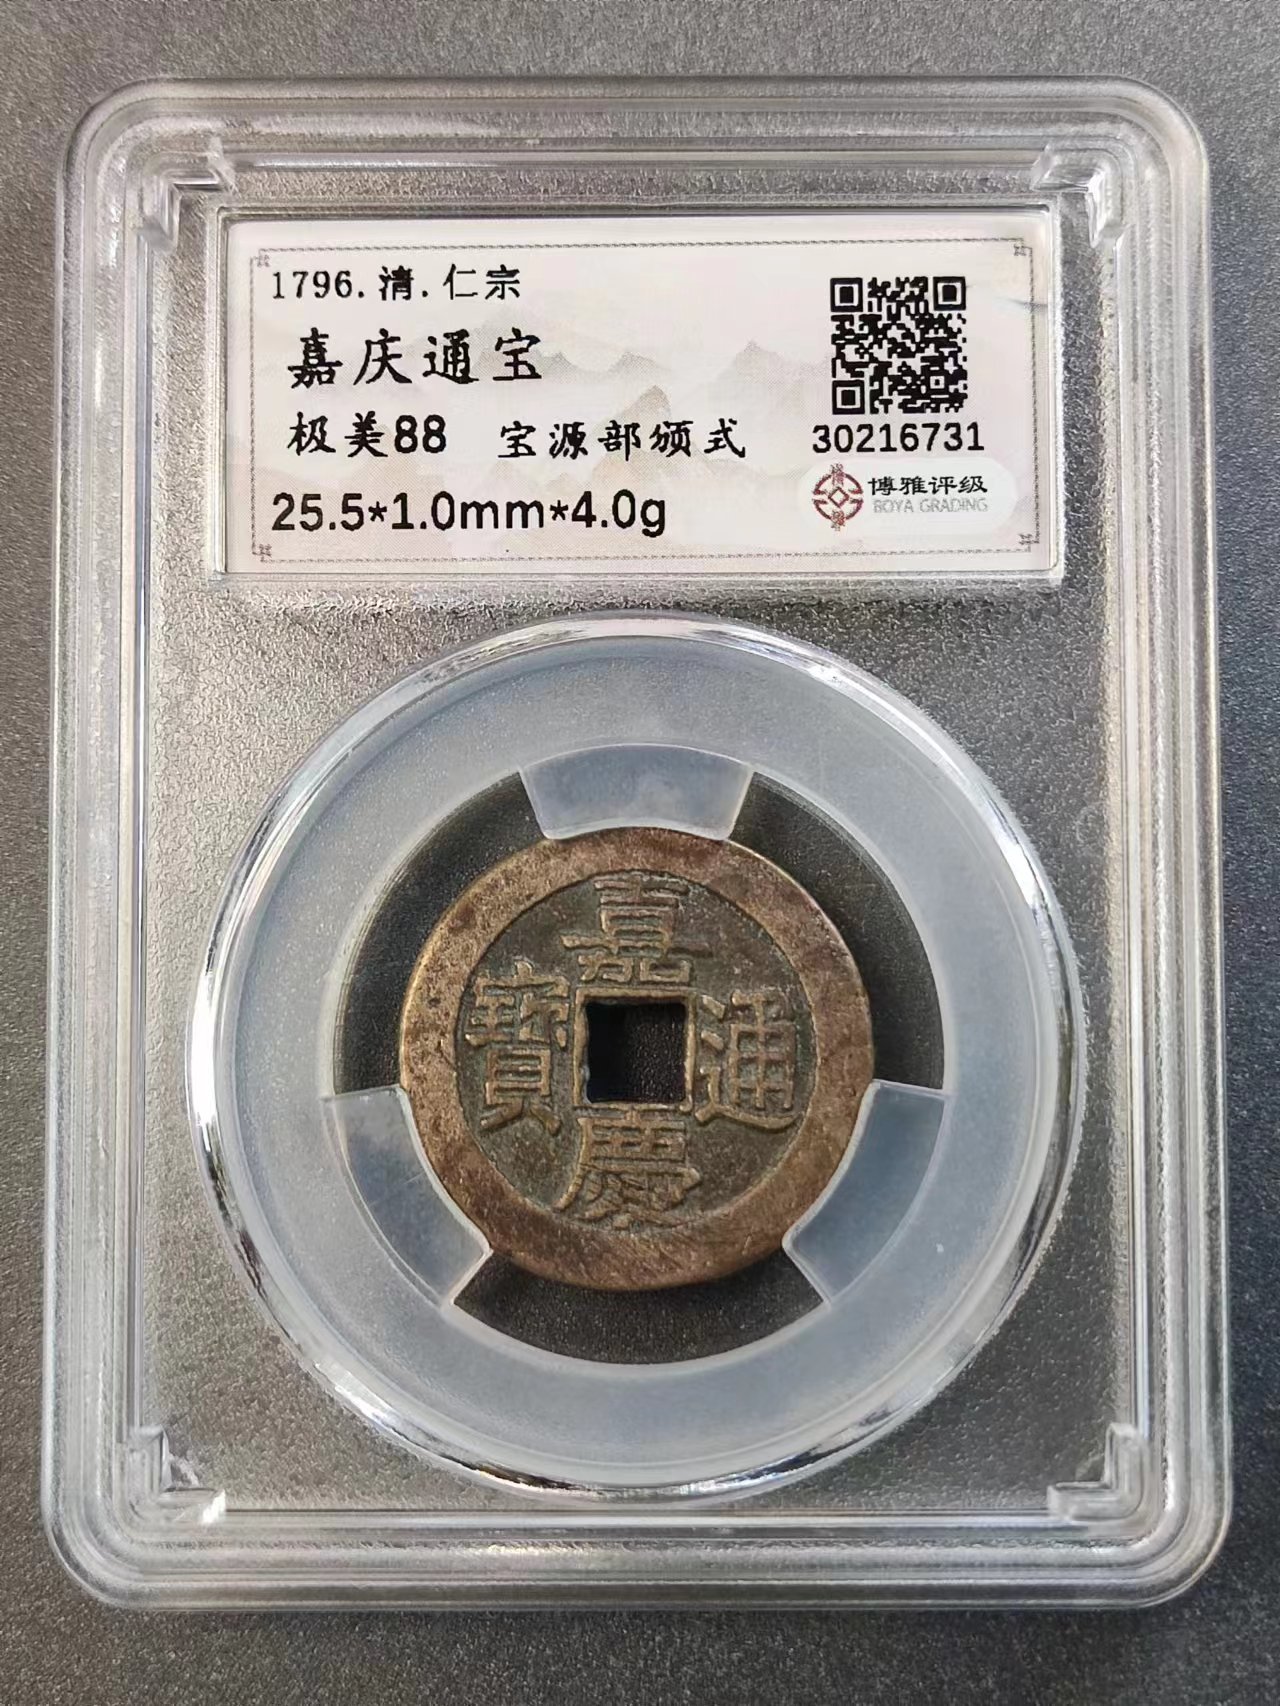 1796.清.仁宗
嘉庆通宝
极美88 宝源部颁式
30216731
25.5*1.0mm*4.0g
博雅评级
BOYA GRADING
嘉慶通寶